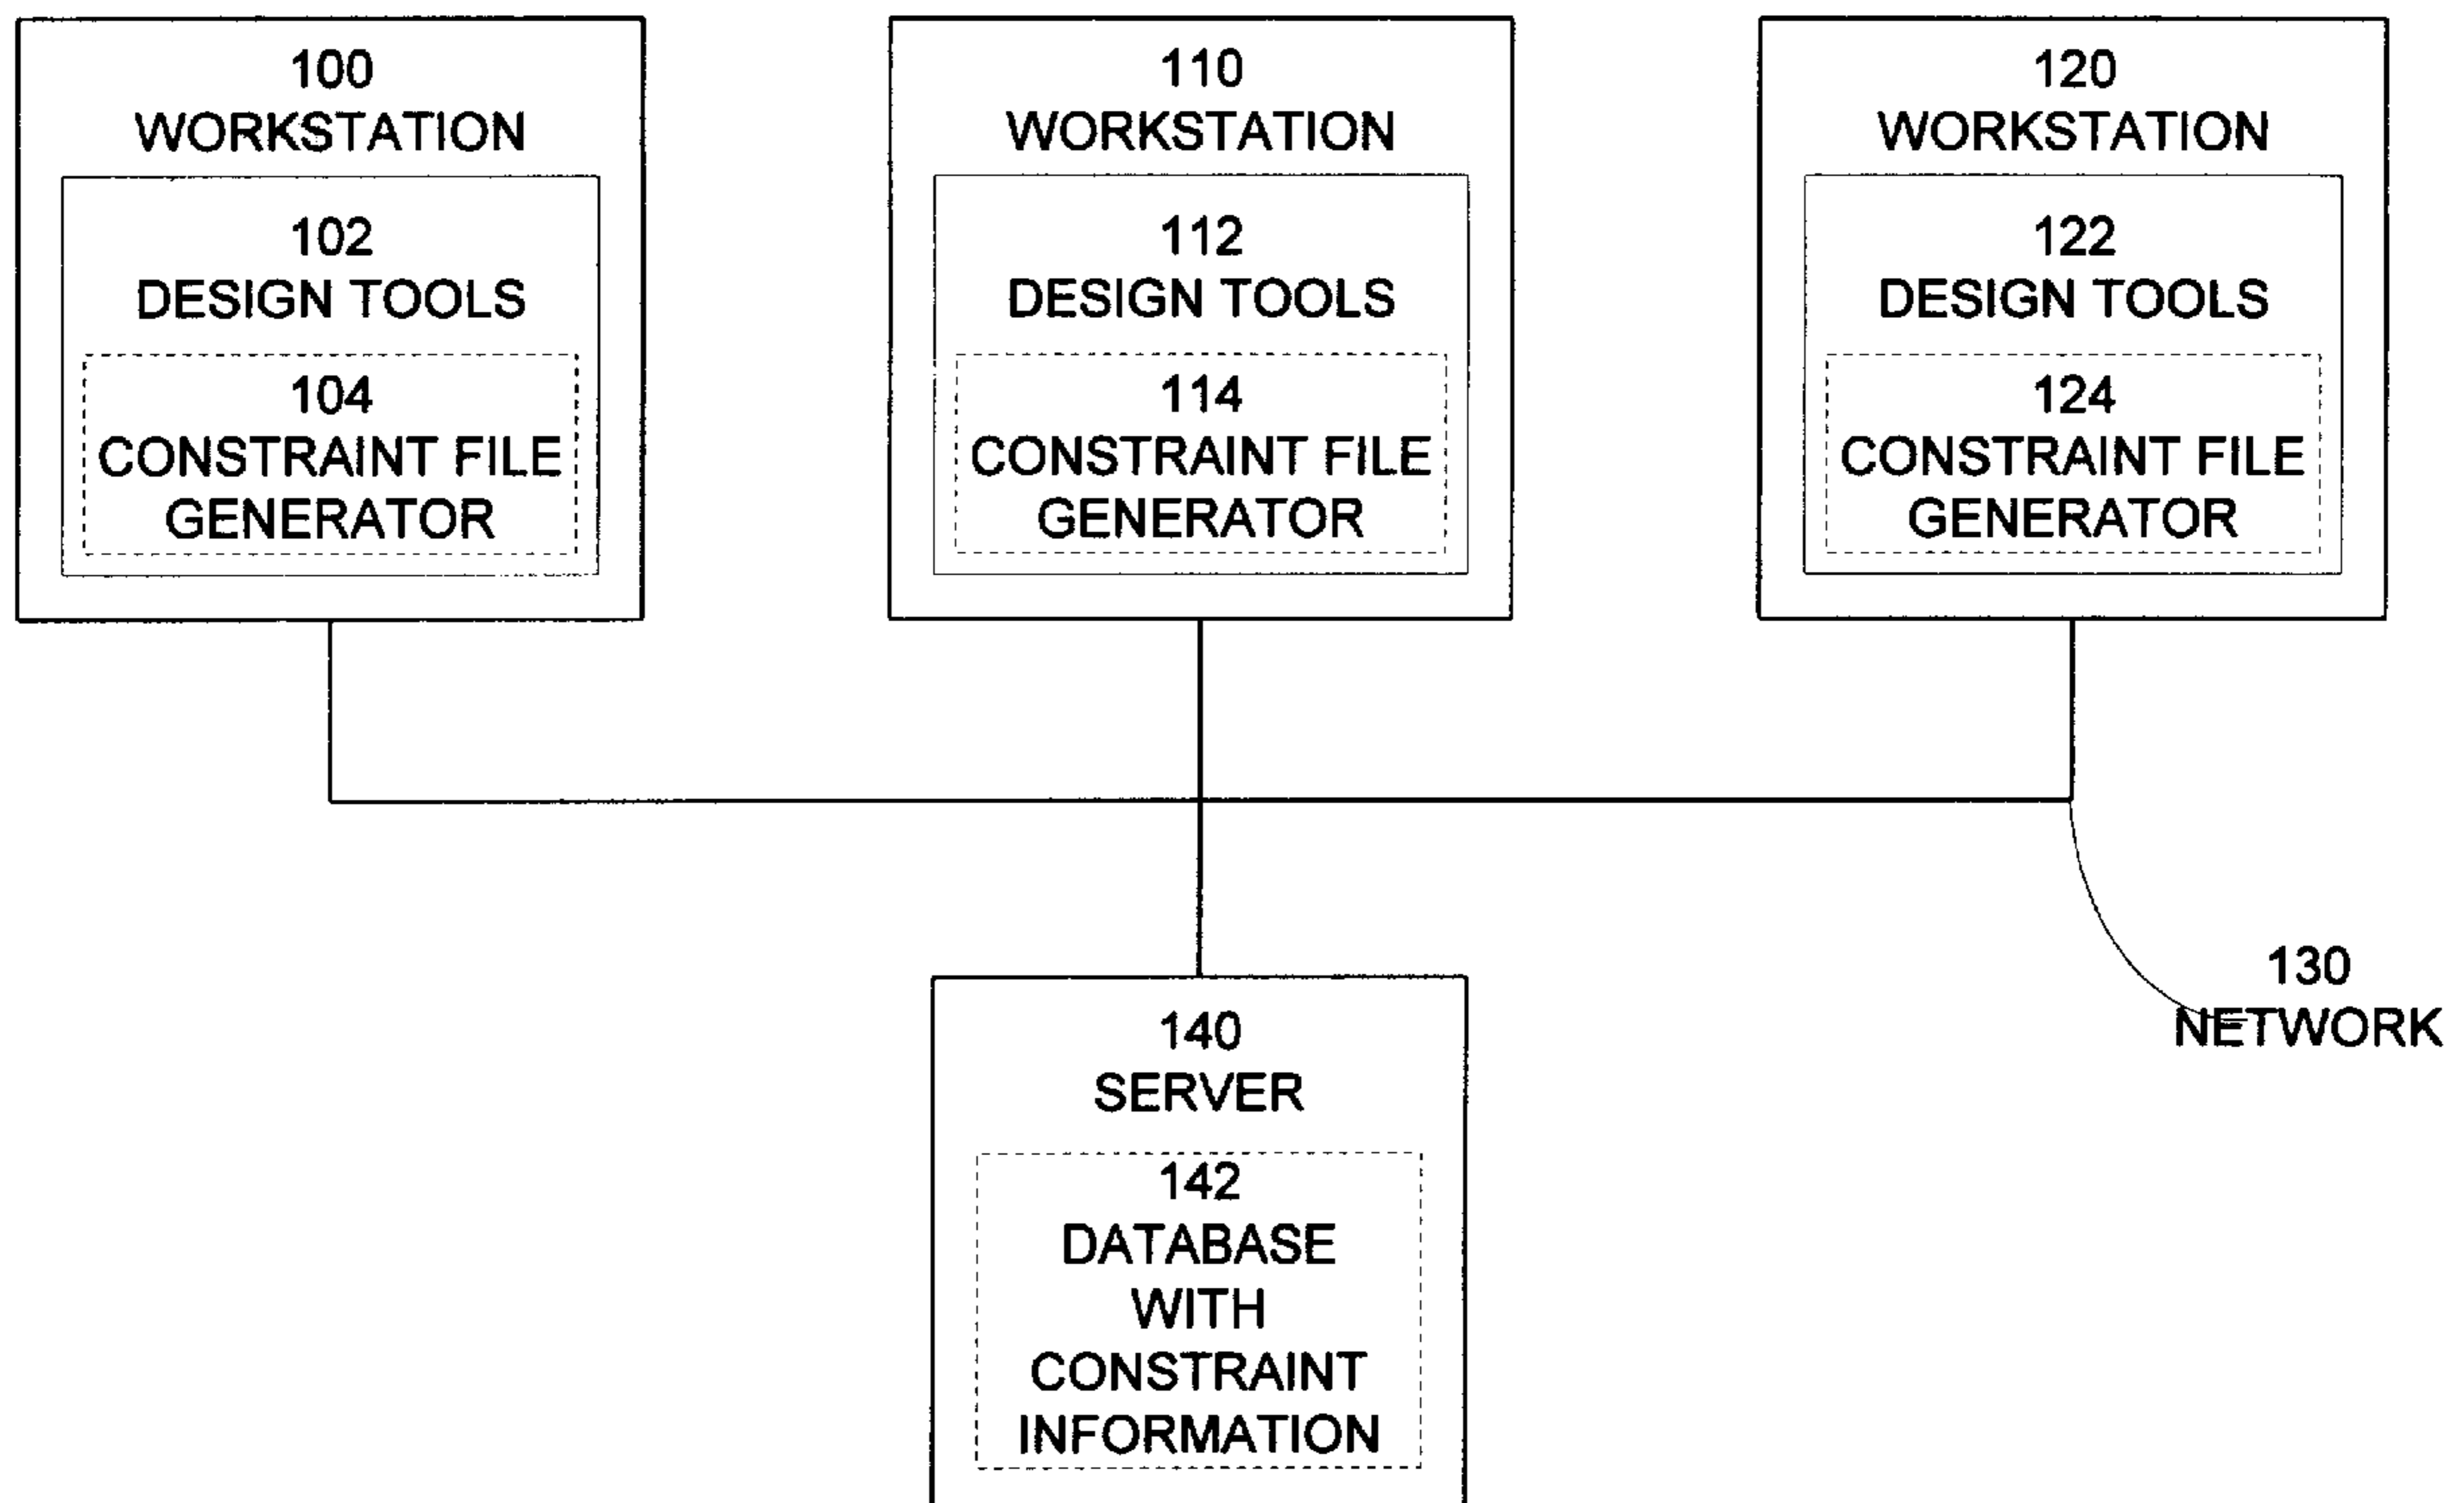 100
WORKSTATION
102
DESIGN TOOLS
104
CONSTRAINT FILE
GENERATOR
110
WORKSTATION
112
DESIGN TOOLS
114
CONSTRAINT FILE
GENERATOR
120
WORKSTATION
122
DESIGN TOOLS
124
CONSTRAINT FILE
GENERATOR
130
NETWORK
140
SERVER
142
DATABASE
WITH
CONSTRAINT
INFORMATION